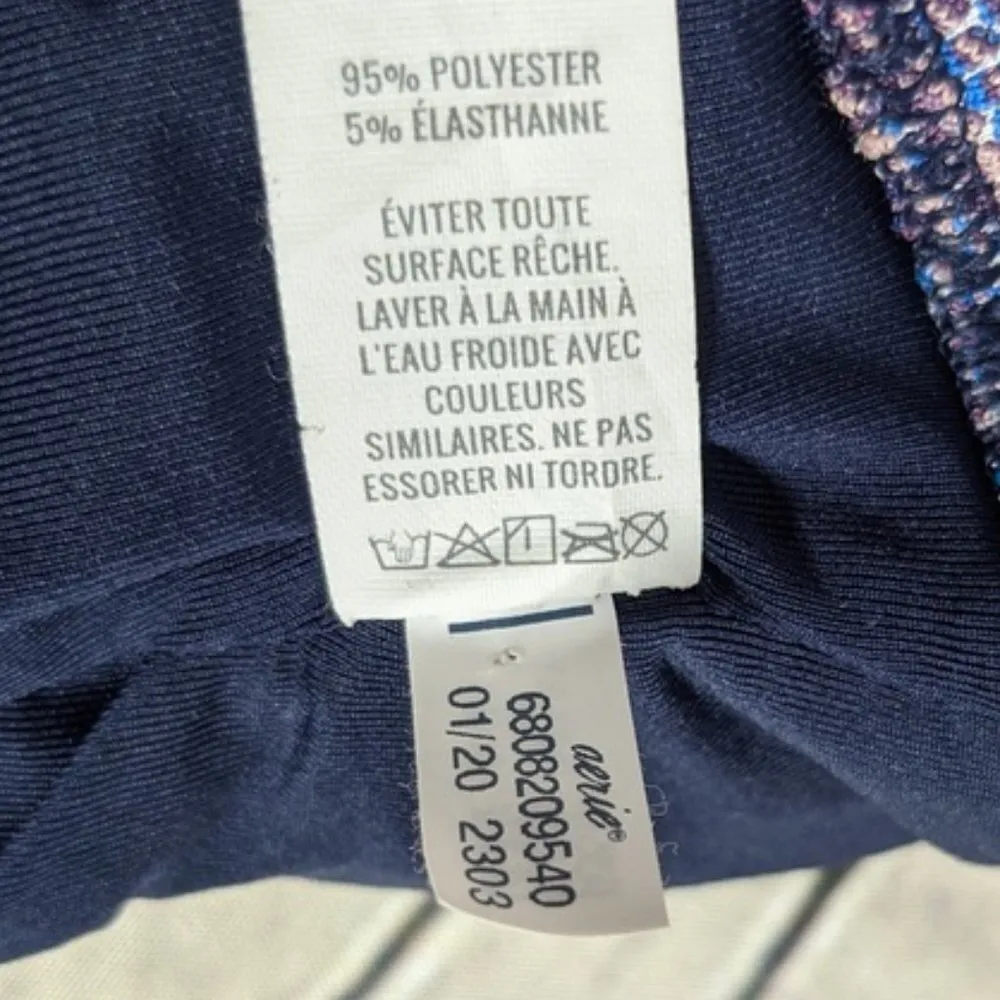 95% POLYESTER
5% ÉLASTHANNE
ÉVITER TOUTE
SURFACE RÊCHE.
LAVER À LA MAIN À
L'EAU FROIDE AVEC
COULEURS
SIMILAIRES. NE PAS
ESSORER NI TORDRE.
aerie®
6808209540
01/20 2303